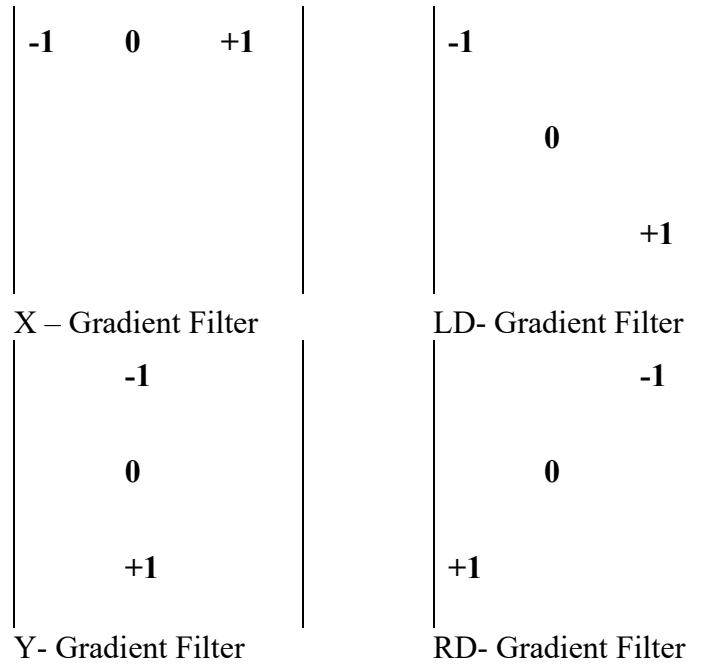 -1 0 +1
-1
0
+1
X – Gradient Filter
LD- Gradient Filter
-1
0
+1
Y- Gradient Filter
-1
0
+1
RD- Gradient Filter